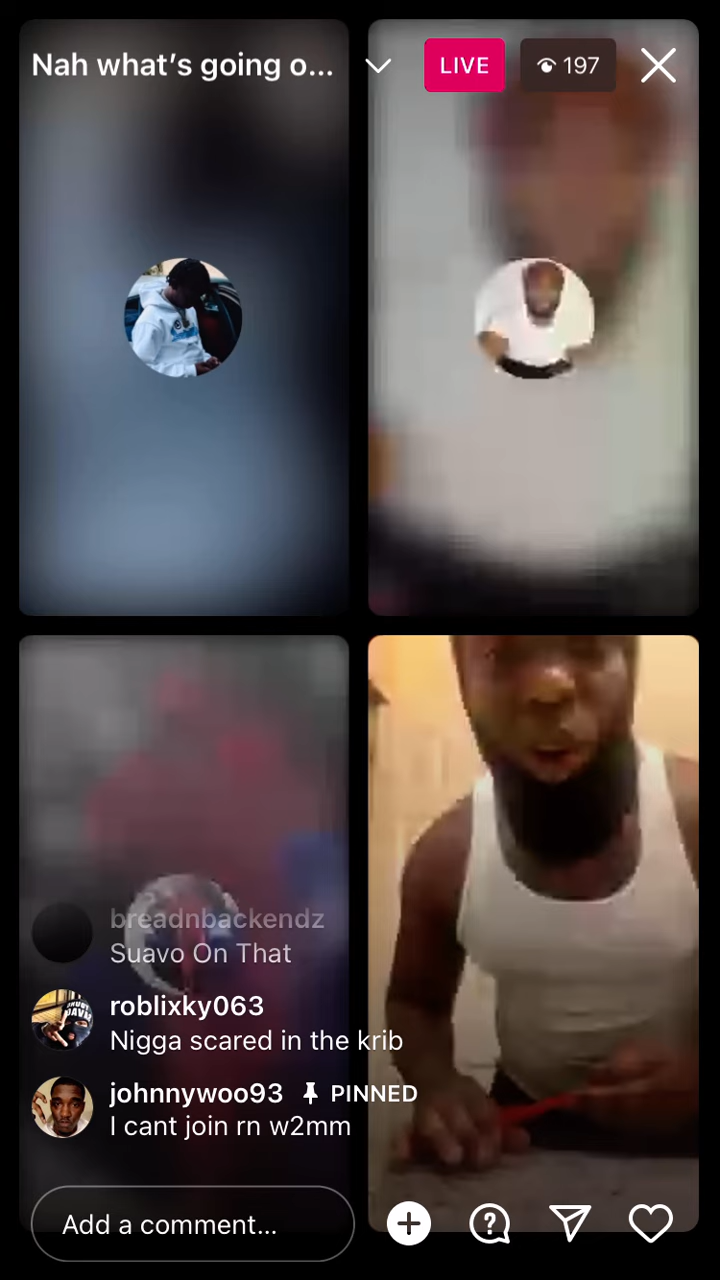 Nah what’s going o...
LIVE
197
breadnbackendz
Suavo On That
roblixky063
Nigga scared in the krib
johnnywoo93 PINNED
I cant join rn w2mm
Add a comment...